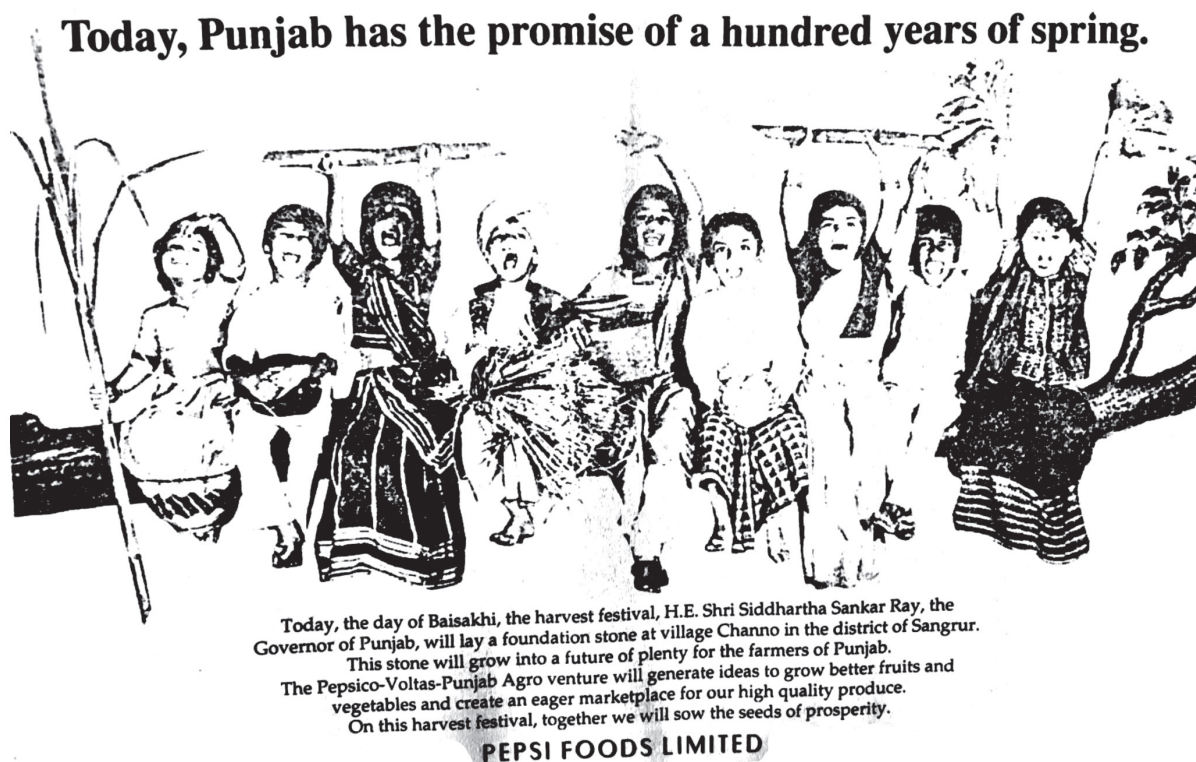 Today, Punjab has the promise of a hundred years of spring.
Today, the day of Baisakhi, the harvest festival, H.E. Shri Siddhartha Sankar Ray, the
Governor of Punjab, will lay a foundation stone at village Channo in the district of Sangrur.
This stone will grow into a future of plenty for the farmers of Punjab.
The Pepsico-Voltas-Punjab Agro venture will generate ideas to grow better fruits and
vegetables and create an eager marketplace for our high quality produce.
On this harvest festival, together we will sow the seeds of prosperity.
PEPSI FOODS LIMITED